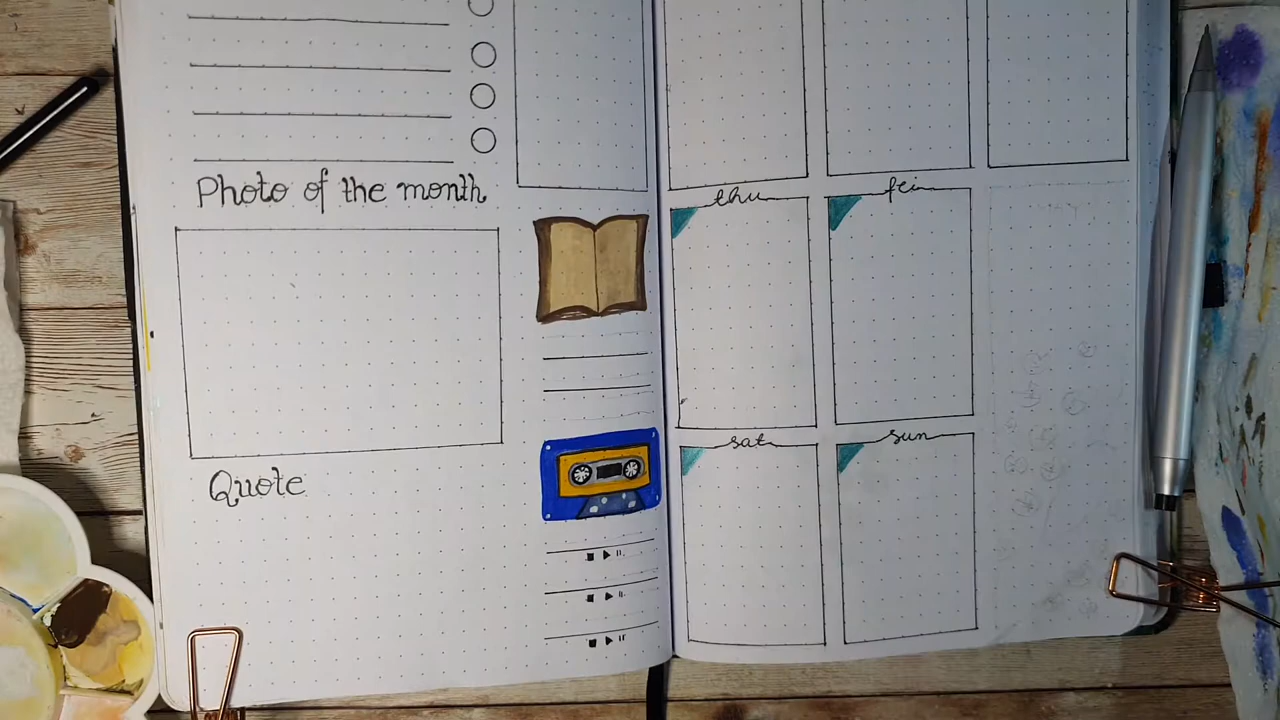 Photo of the month
Quote
thu
fri
sat
sun